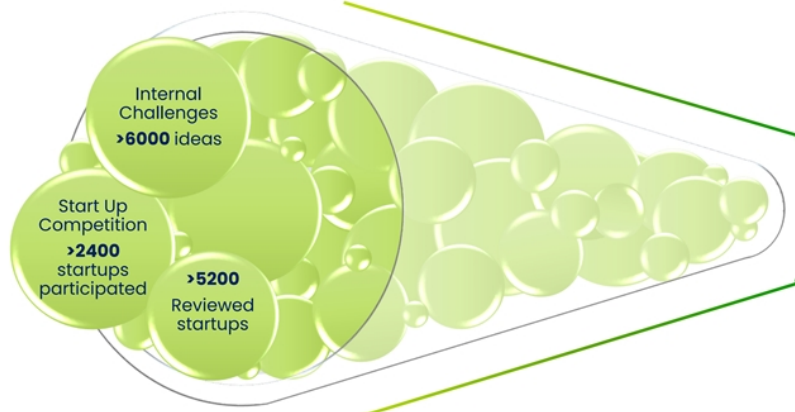 Internal
Challenges
>6000 ideas
Start Up
Competition
>2400
startups
participated
>5200
Reviewed
startups